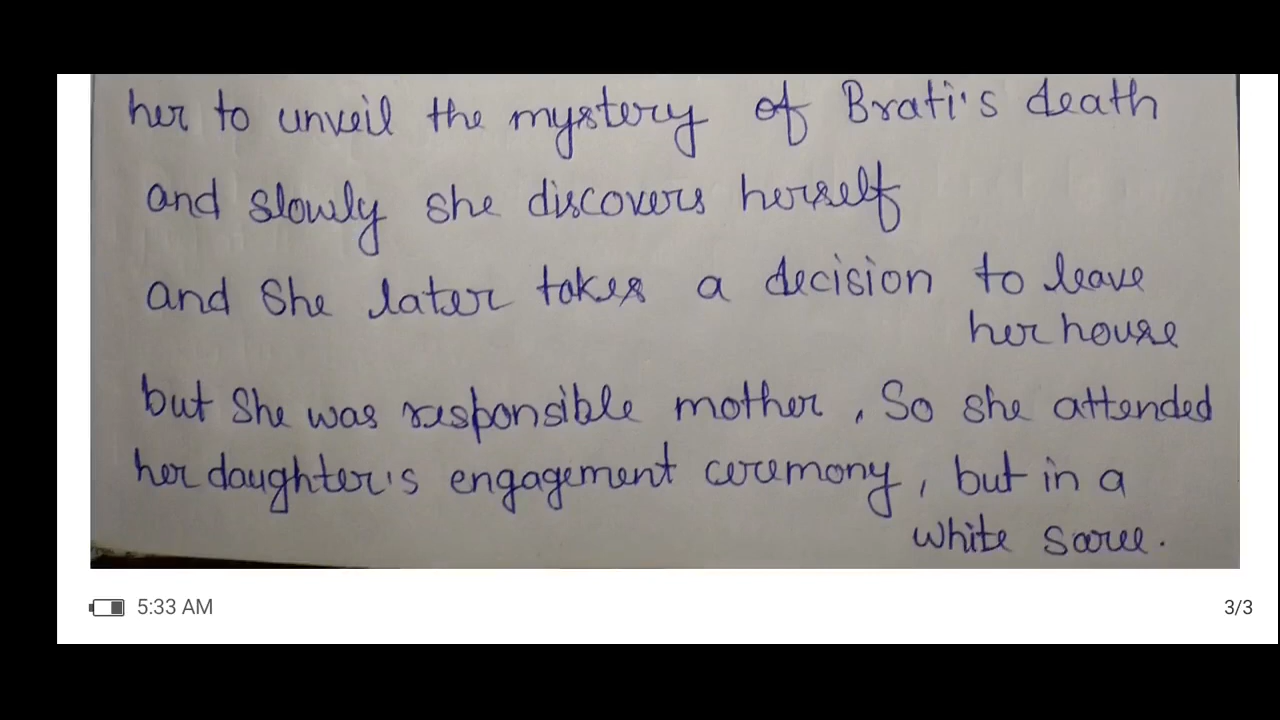 her to unveil the mystery of Brati's death
and slowly she discovers herself
and She later takes a decision to leave
her house
but She was responsible mother, So she attended
her daughter's engagement ceremony, but in a
white saree.
5:33 AM
3/3